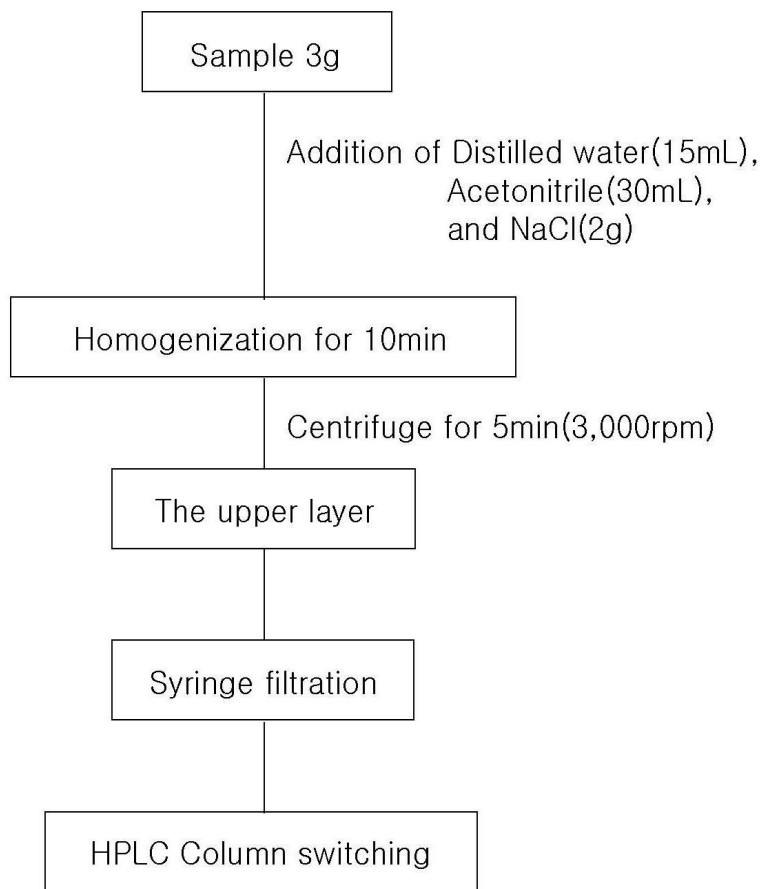 Sample 3g
Addition of Distilled water(15mL),
Acetonitrile(30mL),
and NaCl(2g)
Homogenization for 10min
Centrifuge for 5min(3,000rpm)
The upper layer
Syringe filtration
HPLC Column switching